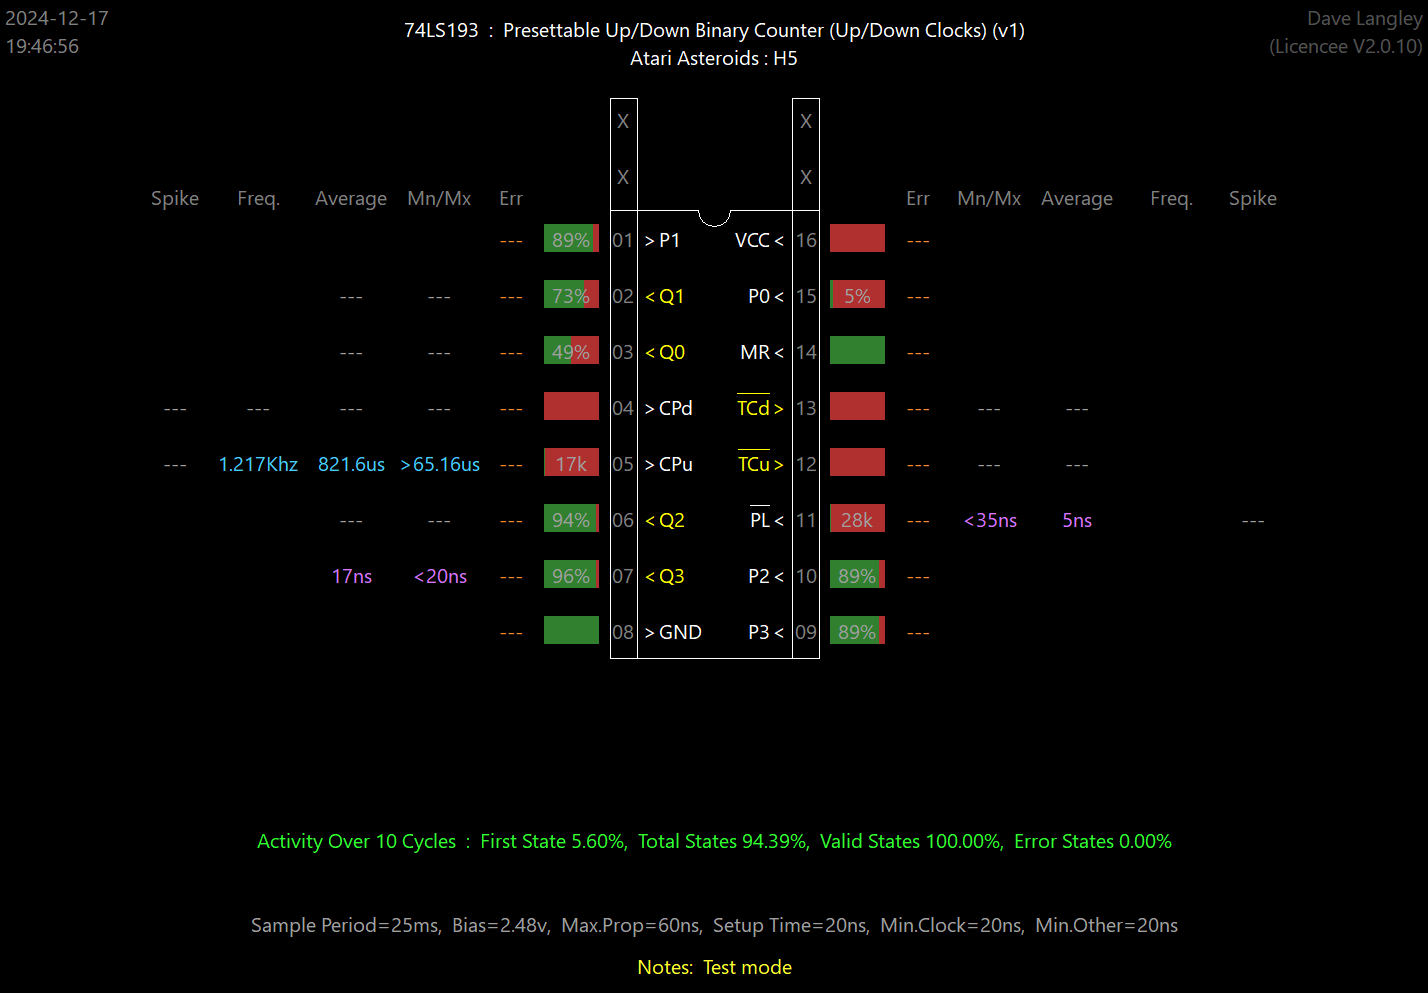 2024-12-17
19:46:56
74LS193 : Presettable Up/Down Binary Counter (Up/Down Clocks) (v1)
Atari Asteroids : H5
Dave Langley
(Licencee V2.0.10)
X X
X X
Spike Freq. Average Mn/Mx Err Err Mn/Mx Average Freq. Spike
--- 89% 01 > P1 VCC < 16 ---
--- --- --- 73% 02 < Q1 P0 < 15 5% ---
--- --- --- 49% 03 < Q0 MR < 14 ---
--- --- --- --- --- 04 > CPd TCd > 13 --- --- ---
--- 1.217Khz 821.6us >65.16us --- 17k 05 > CPu TCu > 12 --- --- ---
--- --- --- 94% 06 < Q2 PL < 11 28k --- <35ns 5ns ---
17ns <20ns --- 96% 07 < Q3 P2 < 10 89% ---
--- 08 > GND P3 < 09 89% ---
Activity Over 10 Cycles : First State 5.60%, Total States 94.39%, Valid States 100.00%, Error States 0.00%
Sample Period=25ms, Bias=2.48v, Max.Prop=60ns, Setup Time=20ns, Min.Clock=20ns, Min.Other=20ns
Notes: Test mode